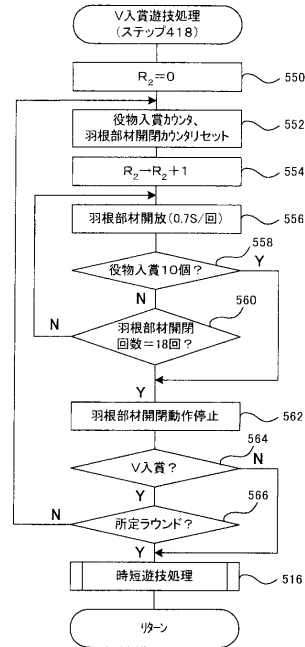 V入賞遊技処理
(ステップ418)
R₂=0
550
役物入賞カウンタ、
羽根部材開閉カウンタリセット
552
R₂→R₂+1
554
羽根部材開放(0.7S/回)
556
558
役物入賞10個?
Y
N
560
羽根部材開閉
回数=18回?
N
Y
羽根部材開閉動作停止
562
564
V入賞?
N
Y
566
所定ラウンド?
N
Y
時短遊技処理
516
リターン